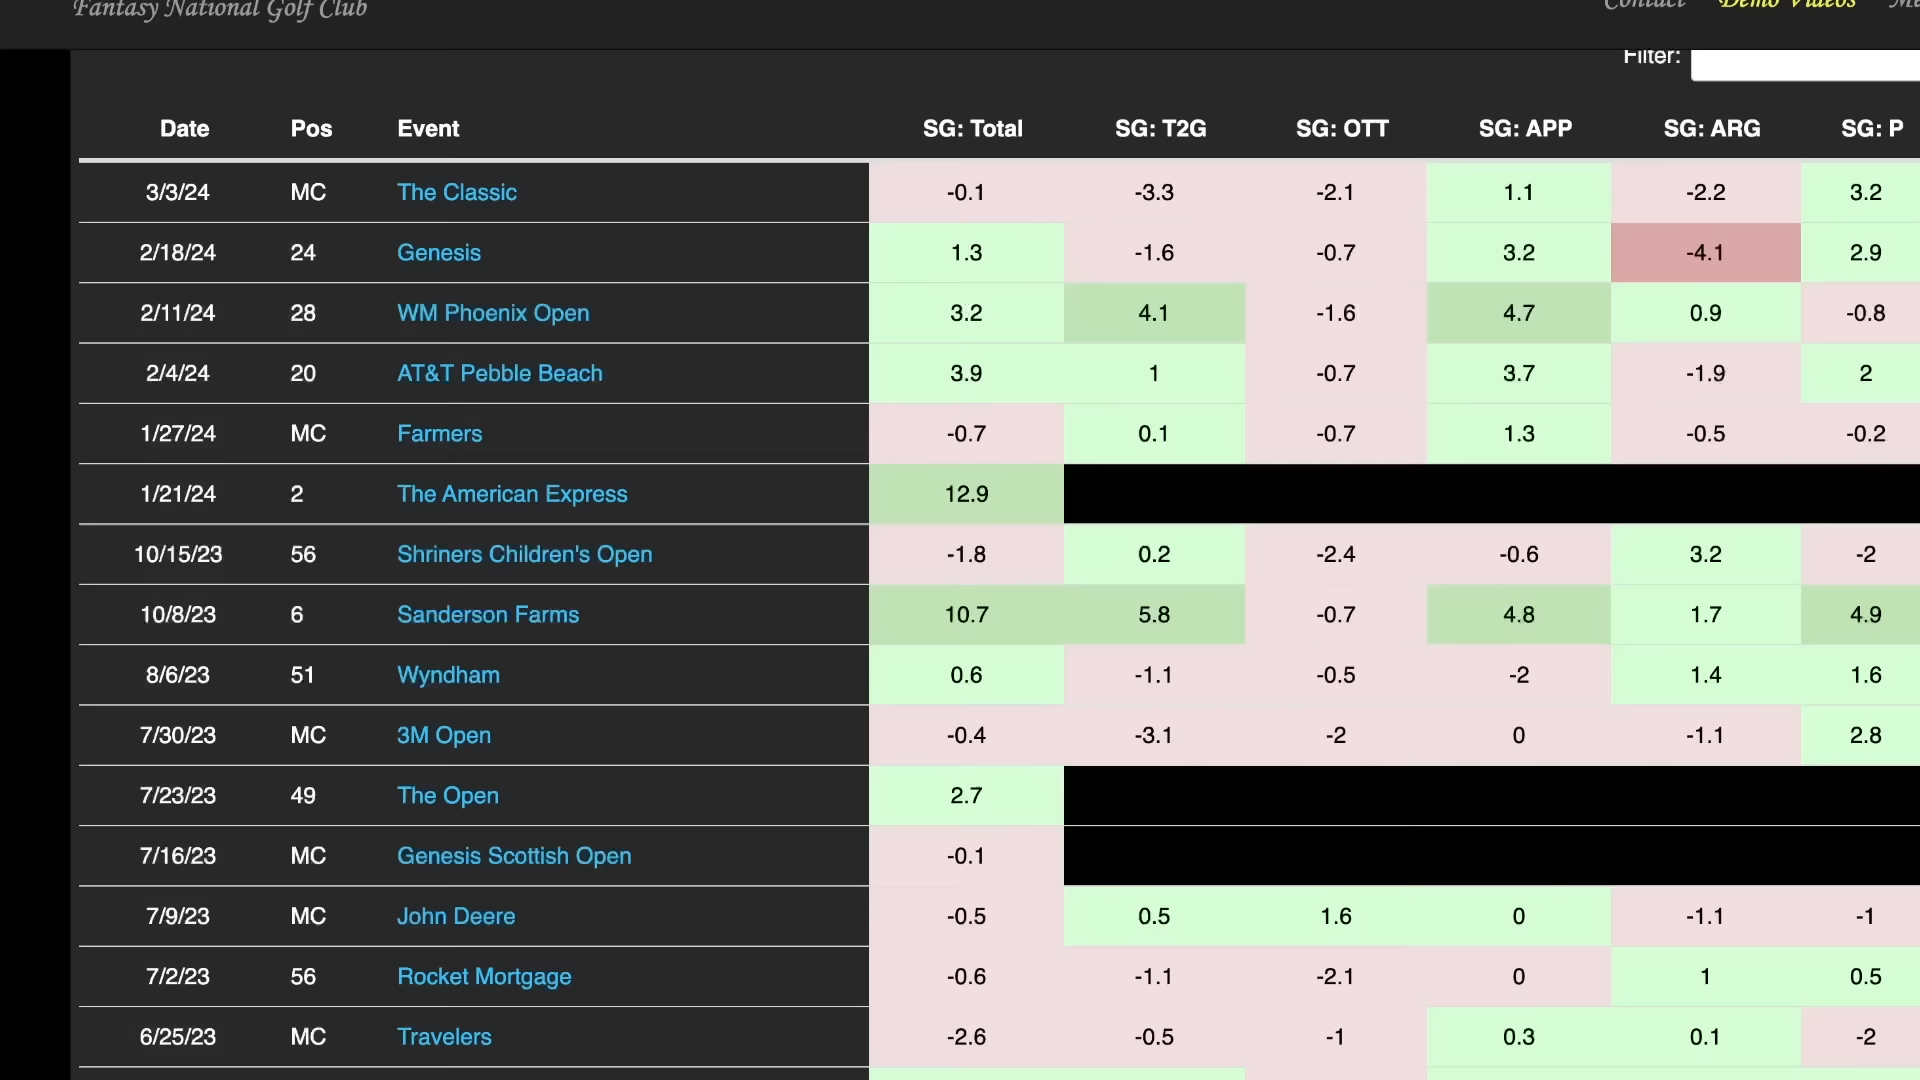 Fantasy National Golf Club Contact Demo Videos
Filter:
Date Pos Event SG: Total SG: T2G SG: OTT SG: APP SG: ARG SG: P
3/3/24 MC The Classic -0.1 -3.3 -2.1 1.1 -2.2 3.2
2/18/24 24 Genesis 1.3 -1.6 -0.7 3.2 -4.1 2.9
2/11/24 28 WM Phoenix Open 3.2 4.1 -1.6 4.7 0.9 -0.8
2/4/24 20 AT&T Pebble Beach 3.9 1 -0.7 3.7 -1.9 2
1/27/24 MC Farmers -0.7 0.1 -0.7 1.3 -0.5 -0.2
1/21/24 2 The American Express 12.9
10/15/23 56 Shriners Children's Open -1.8 0.2 -2.4 -0.6 3.2 -2
10/8/23 6 Sanderson Farms 10.7 5.8 -0.7 4.8 1.7 4.9
8/6/23 51 Wyndham 0.6 -1.1 -0.5 -2 1.4 1.6
7/30/23 MC 3M Open -0.4 -3.1 -2 0 -1.1 2.8
7/23/23 49 The Open 2.7
7/16/23 MC Genesis Scottish Open -0.1
7/9/23 MC John Deere -0.5 0.5 1.6 0 -1.1 -1
7/2/23 56 Rocket Mortgage -0.6 -1.1 -2.1 0 1 0.5
6/25/23 MC Travelers -2.6 -0.5 -1 0.3 0.1 -2